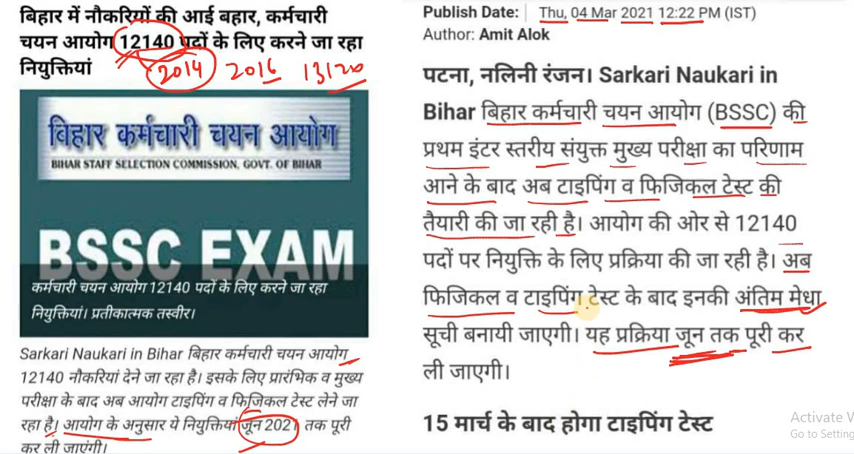 बिहार में नौकरियों की आई बहार, कर्मचारी
चयन आयोग 12140 पदों के लिए करने जा रहा
नियुक्तियां
2014 2016 13120
बिहार कर्मचारी चयन आयोग
BIHAR STAFF SELECTION COMMISSION, GOVT. OF BIHAR
BSSC EXAM
कर्मचारी चयन आयोग 12140 पदों के लिए करने जा रहा
नियुक्तियां। प्रतीकात्मक तस्वीर।
Sarkari Naukari in Bihar बिहार कर्मचारी चयन आयोग
12140 नौकरियां देने जा रहा है। इसके लिए प्रारंभिक व मुख्य
परीक्षा के बाद अब आयोग टाइपिंग व फिजिकल टेस्ट लेने जा
रहा है। आयोग के अनुसार ये नियुक्तियां जून 2021 तक पूरी
कर ली जाएंगी।
Publish Date: Thu, 04 Mar 2021 12:22 PM (IST)
Author: Amit Alok
पटना, नलिनी रंजन। Sarkari Naukari in
Bihar बिहार कर्मचारी चयन आयोग (BSSC) की
प्रथम इंटर स्तरीय संयुक्त मुख्य परीक्षा का परिणाम
आने के बाद अब टाइपिंग व फिजिकल टेस्ट की
तैयारी की जा रही है। आयोग की ओर से 12140
पदों पर नियुक्ति के लिए प्रक्रिया की जा रही है। अब
फिजिकल व टाइपिंग टेस्ट के बाद इनकी अंतिम मेधा
सूची बनायी जाएगी। यह प्रक्रिया जून तक पूरी कर
ली जाएगी।
15 मार्च के बाद होगा टाइपिंग टेस्ट
Activate
Go to Setting